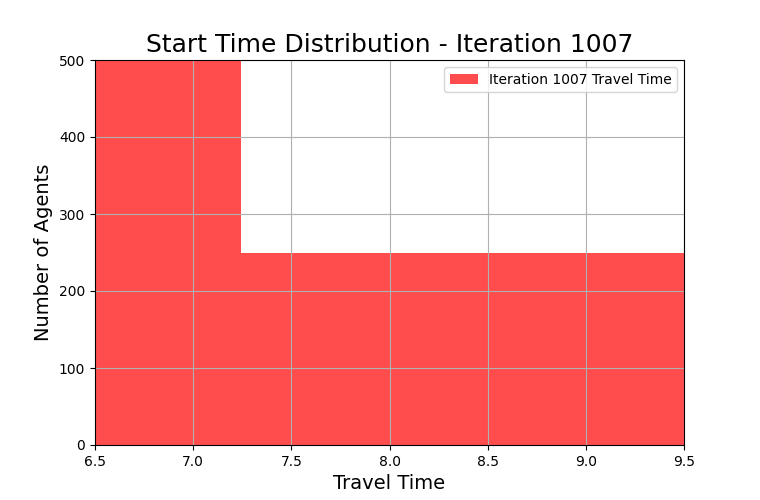 Start Time Distribution - Iteration 1007
Iteration 1007 Travel Time
Number of Agents
500
400
300
200
100
0
6.5 7.0 7.5 8.0 8.5 9.0 9.5
Travel Time